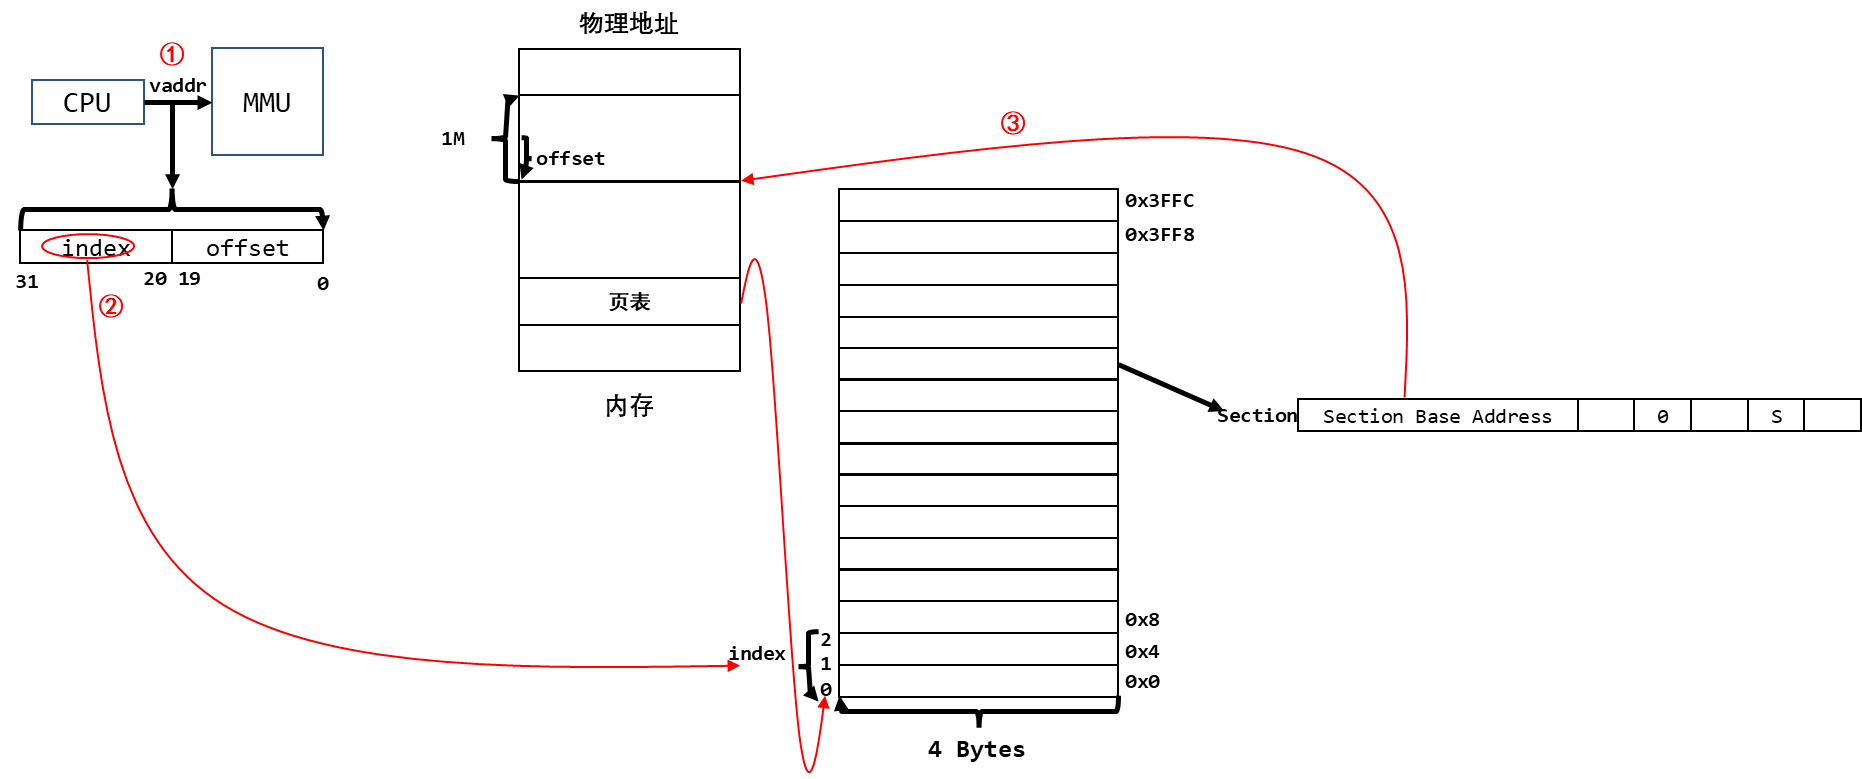 物理地址
①
vaddr
CPU
MMU
1M
offset
③
index
offset
31
20
19
0
②
页表
内存
0x3FFC
0x3FF8
Section
Section Base Address
0
S
0x8
2
index
1
0x4
0
0x0
4 Bytes